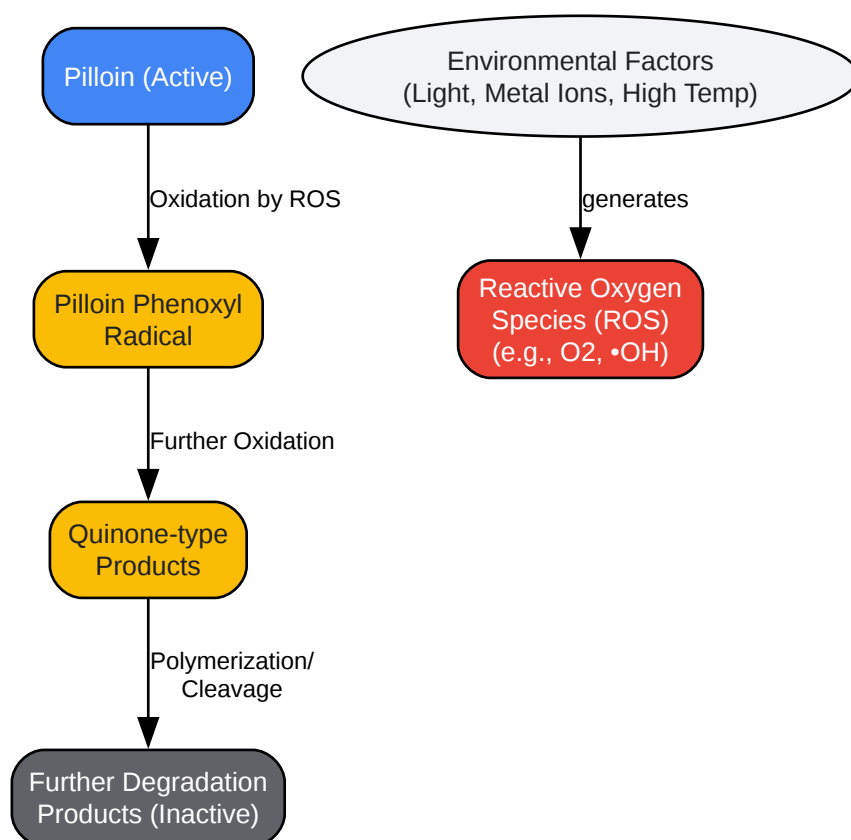 Pilloin (Active)
Environmental Factors
(Light, Metal Ions, High Temp)
Oxidation by ROS
generates
Pilloin Phenoxyl
Radical
Reactive Oxygen
Species (ROS)
(e.g., O2, •OH)
Further Oxidation
Quinone-type
Products
Polymerization/
Cleavage
Further Degradation
Products (Inactive)